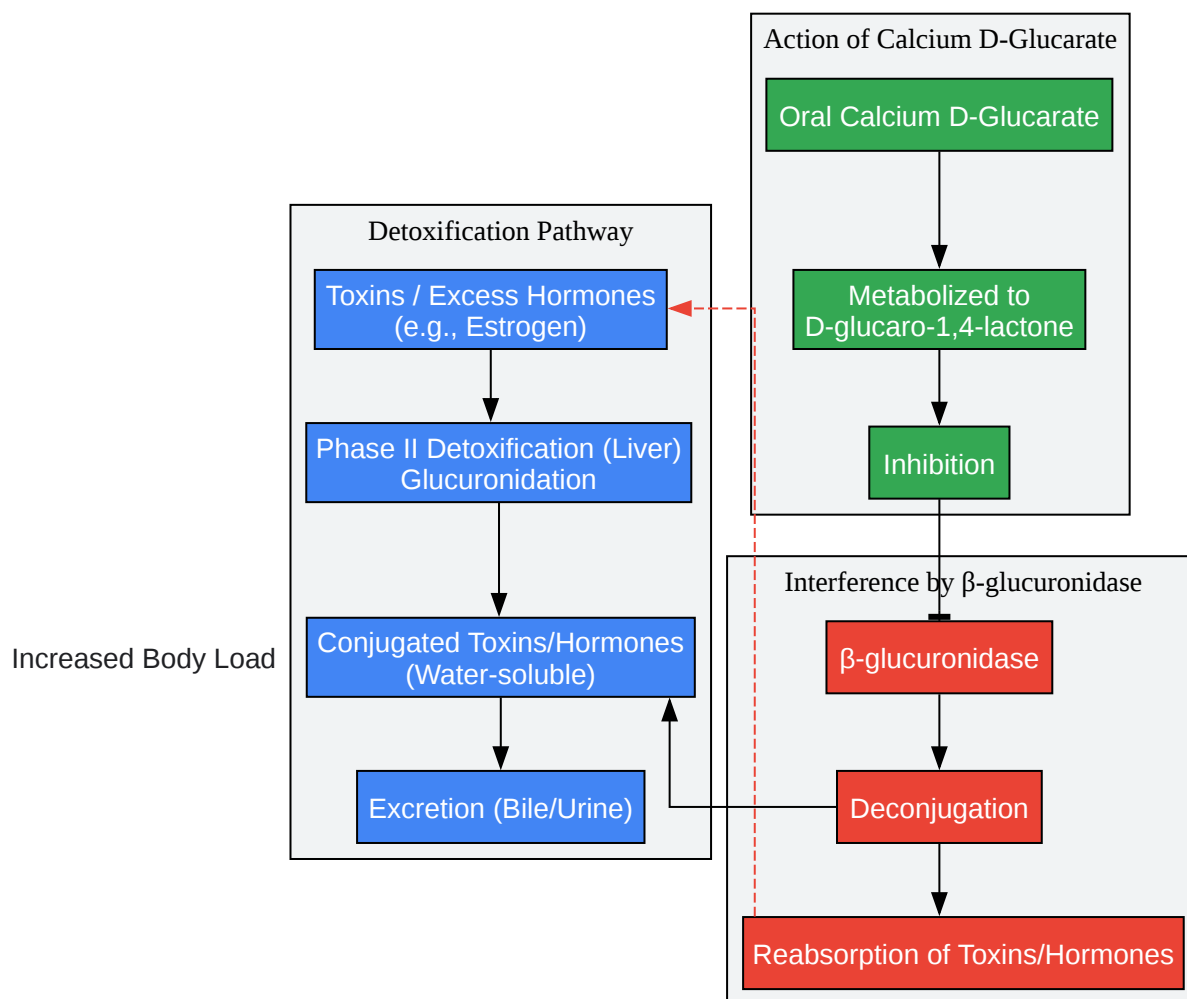 Action of Calcium D-Glucarate
Oral Calcium D-Glucarate
Metabolized to
D-glucaro-1,4-lactone
Inhibition
Detoxification Pathway
Toxins / Excess Hormones
(e.g., Estrogen)
Phase II Detoxification (Liver)
Glucuronidation
Conjugated Toxins/Hormones
(Water-soluble)
Excretion (Bile/Urine)
Increased Body Load
Interference by β-glucuronidase
β-glucuronidase
Deconjugation
Reabsorption of Toxins/Hormones